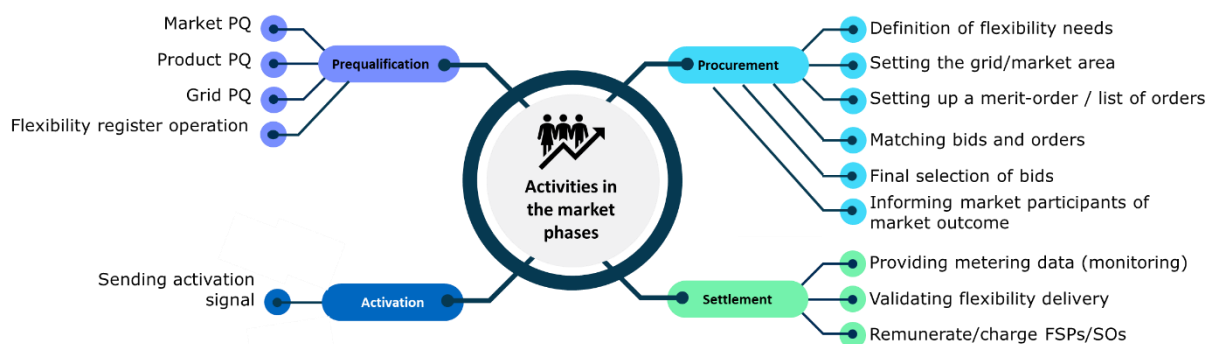 Market PQ
Product PQ
Grid PQ
Flexibility register operation
Prequalification
Procurement
Definition of flexibility needs
Setting the grid/market area
Setting up a merit-order / list of orders
Matching bids and orders
Final selection of bids
Informing market participants of
market outcome
Activities in
the market
phases
Sending activation
signal
Activation
Settlement
Providing metering data (monitoring)
Validating flexibility delivery
Remunerate/charge FSPs/SOs